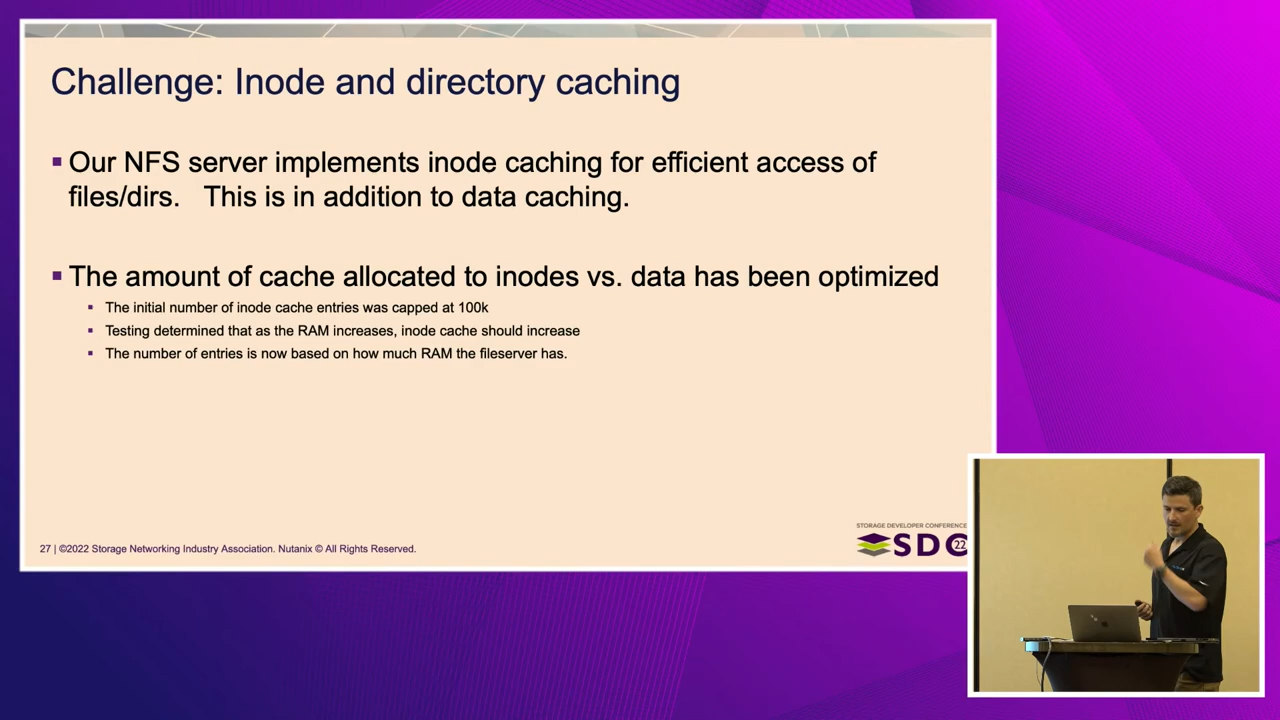 Challenge: Inode and directory caching
▪ Our NFS server implements inode caching for efficient access of
files/dirs.   This is in addition to data caching.
▪ The amount of cache allocated to inodes vs. data has been optimized
▪ The initial number of inode cache entries was capped at 100k
▪ Testing determined that as the RAM increases, inode cache should increase
▪ The number of entries is now based on how much RAM the fileserver has.
STORAGE DEVELOPER CONFERENCE
SDC 22
27 | ©2022 Storage Networking Industry Association. Nutanix © All Rights Reserved.